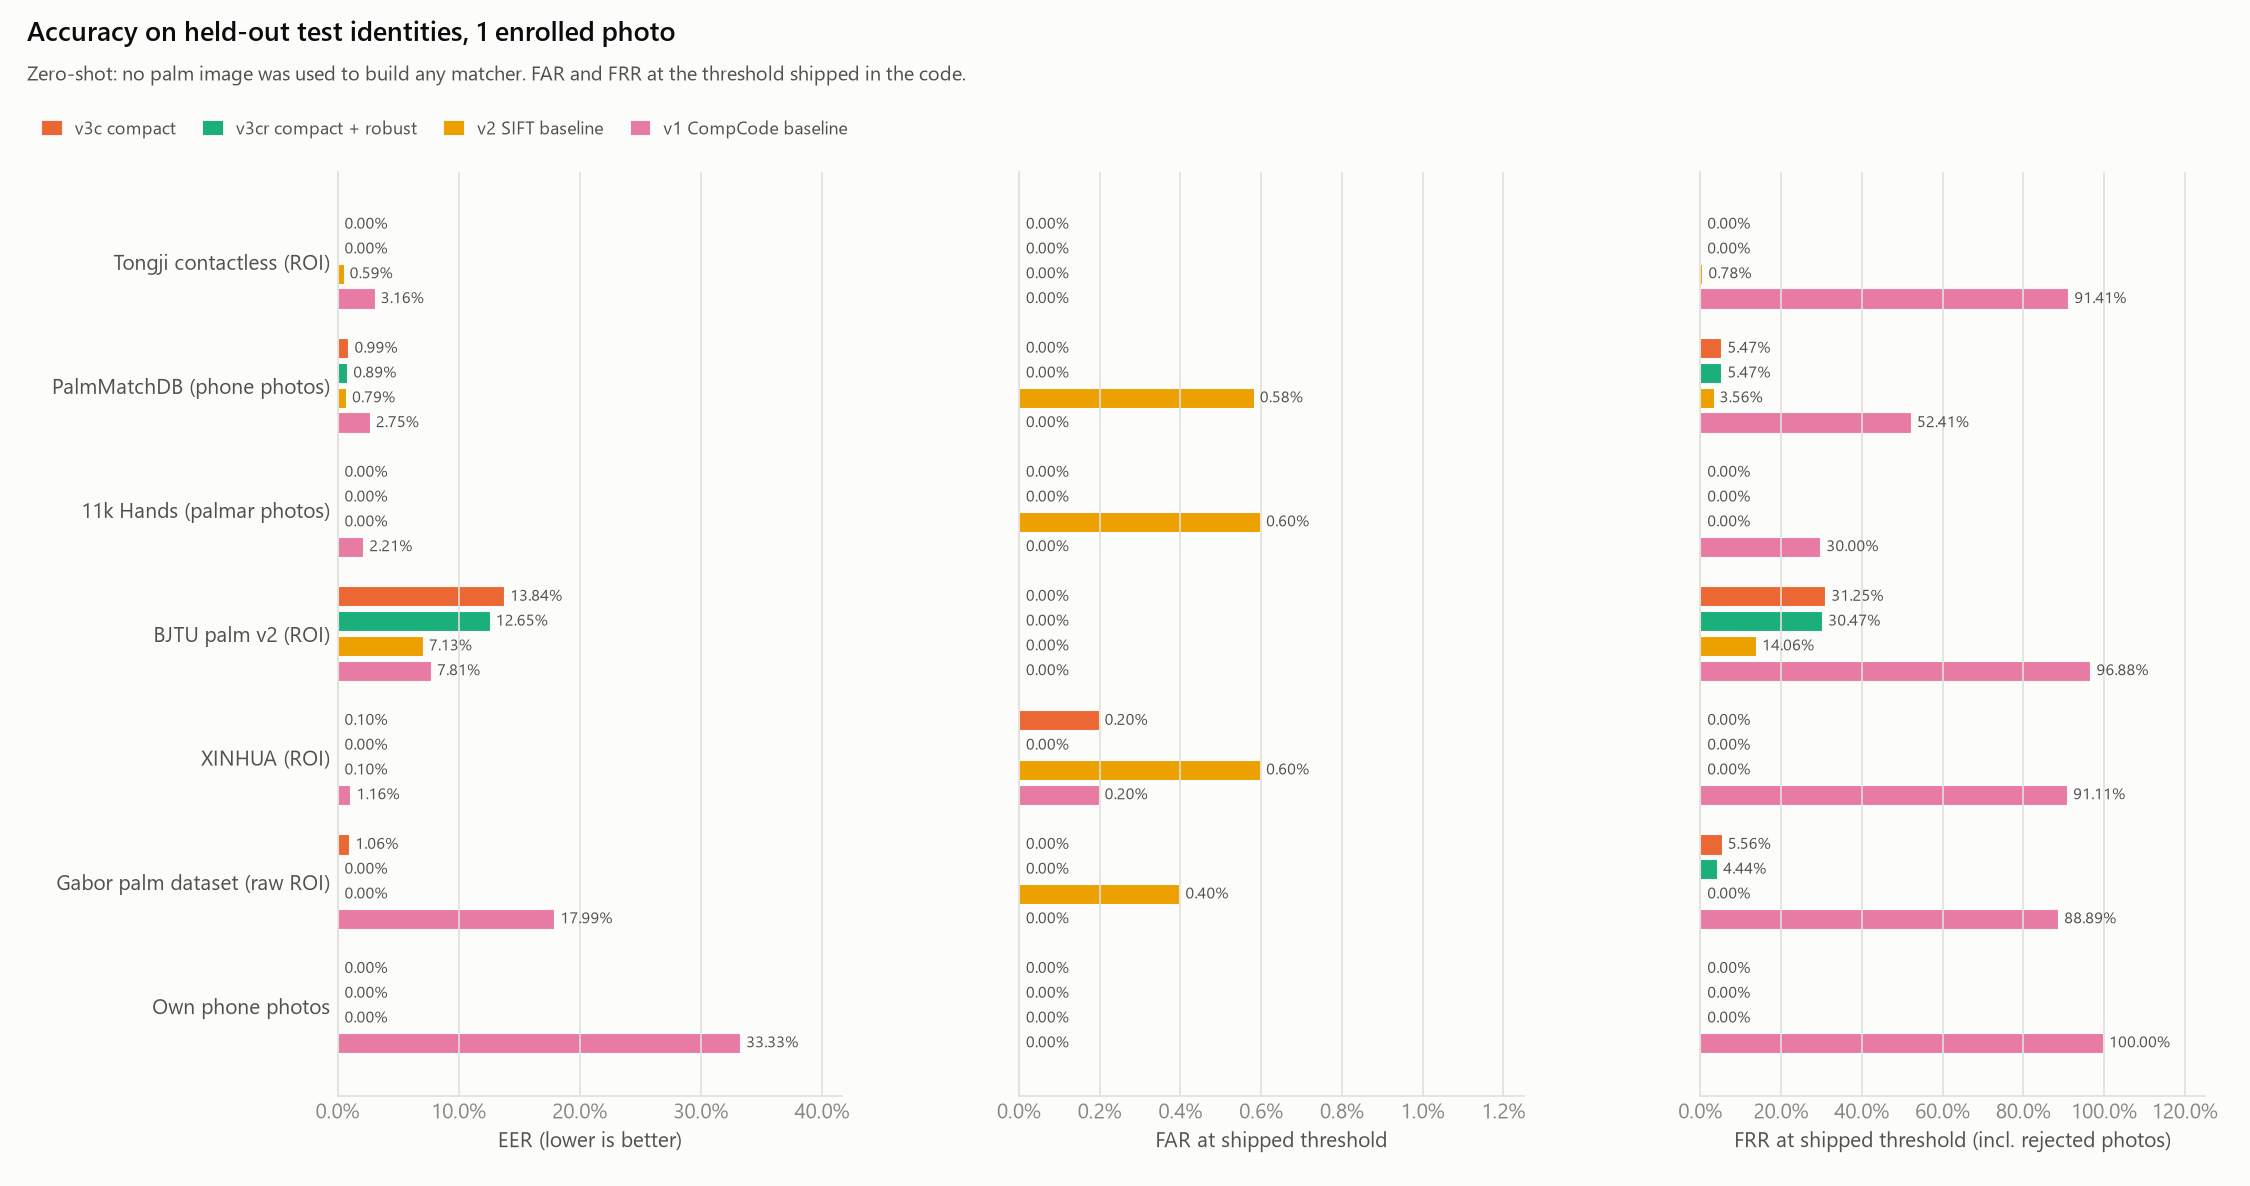 Accuracy on held-out test identities, 1 enrolled photo
Zero-shot: no palm image was used to build any matcher. FAR and FRR at the threshold shipped in the code.
v3c compact v3cr compact + robust v2 SIFT baseline v1 CompCode baseline
Tongji contactless (ROI)
0.00% 0.00% 0.00%
0.00% 0.00% 0.00%
0.59% 0.00% 0.78%
3.16% 0.00% 91.41%
PalmMatchDB (phone photos)
0.99% 0.00% 5.47%
0.89% 0.00% 5.47%
0.79% 0.58% 3.56%
2.75% 0.00% 52.41%
11k Hands (palmar photos)
0.00% 0.00% 0.00%
0.00% 0.00% 0.00%
0.00% 0.60% 0.00%
2.21% 0.00% 30.00%
BJTU palm v2 (ROI)
13.84% 0.00% 31.25%
12.65% 0.00% 30.47%
7.13% 0.00% 14.06%
7.81% 0.00% 96.88%
XINHUA (ROI)
0.10% 0.20% 0.00%
0.00% 0.00% 0.00%
0.10% 0.60% 0.00%
1.16% 0.20% 91.11%
Gabor palm dataset (raw ROI)
1.06% 0.00% 5.56%
0.00% 0.00% 4.44%
0.00% 0.40% 0.00%
17.99% 0.00% 88.89%
Own phone photos
0.00% 0.00% 0.00%
0.00% 0.00% 0.00%
0.00% 0.00% 0.00%
33.33% 0.00% 100.00%
0.0% 10.0% 20.0% 30.0% 40.0% 0.0% 0.2% 0.4% 0.6% 0.8% 1.0% 1.2% 0.0% 20.0% 40.0% 60.0% 80.0% 100.0% 120.0%
EER (lower is better) FAR at shipped threshold FRR at shipped threshold (incl. rejected photos)